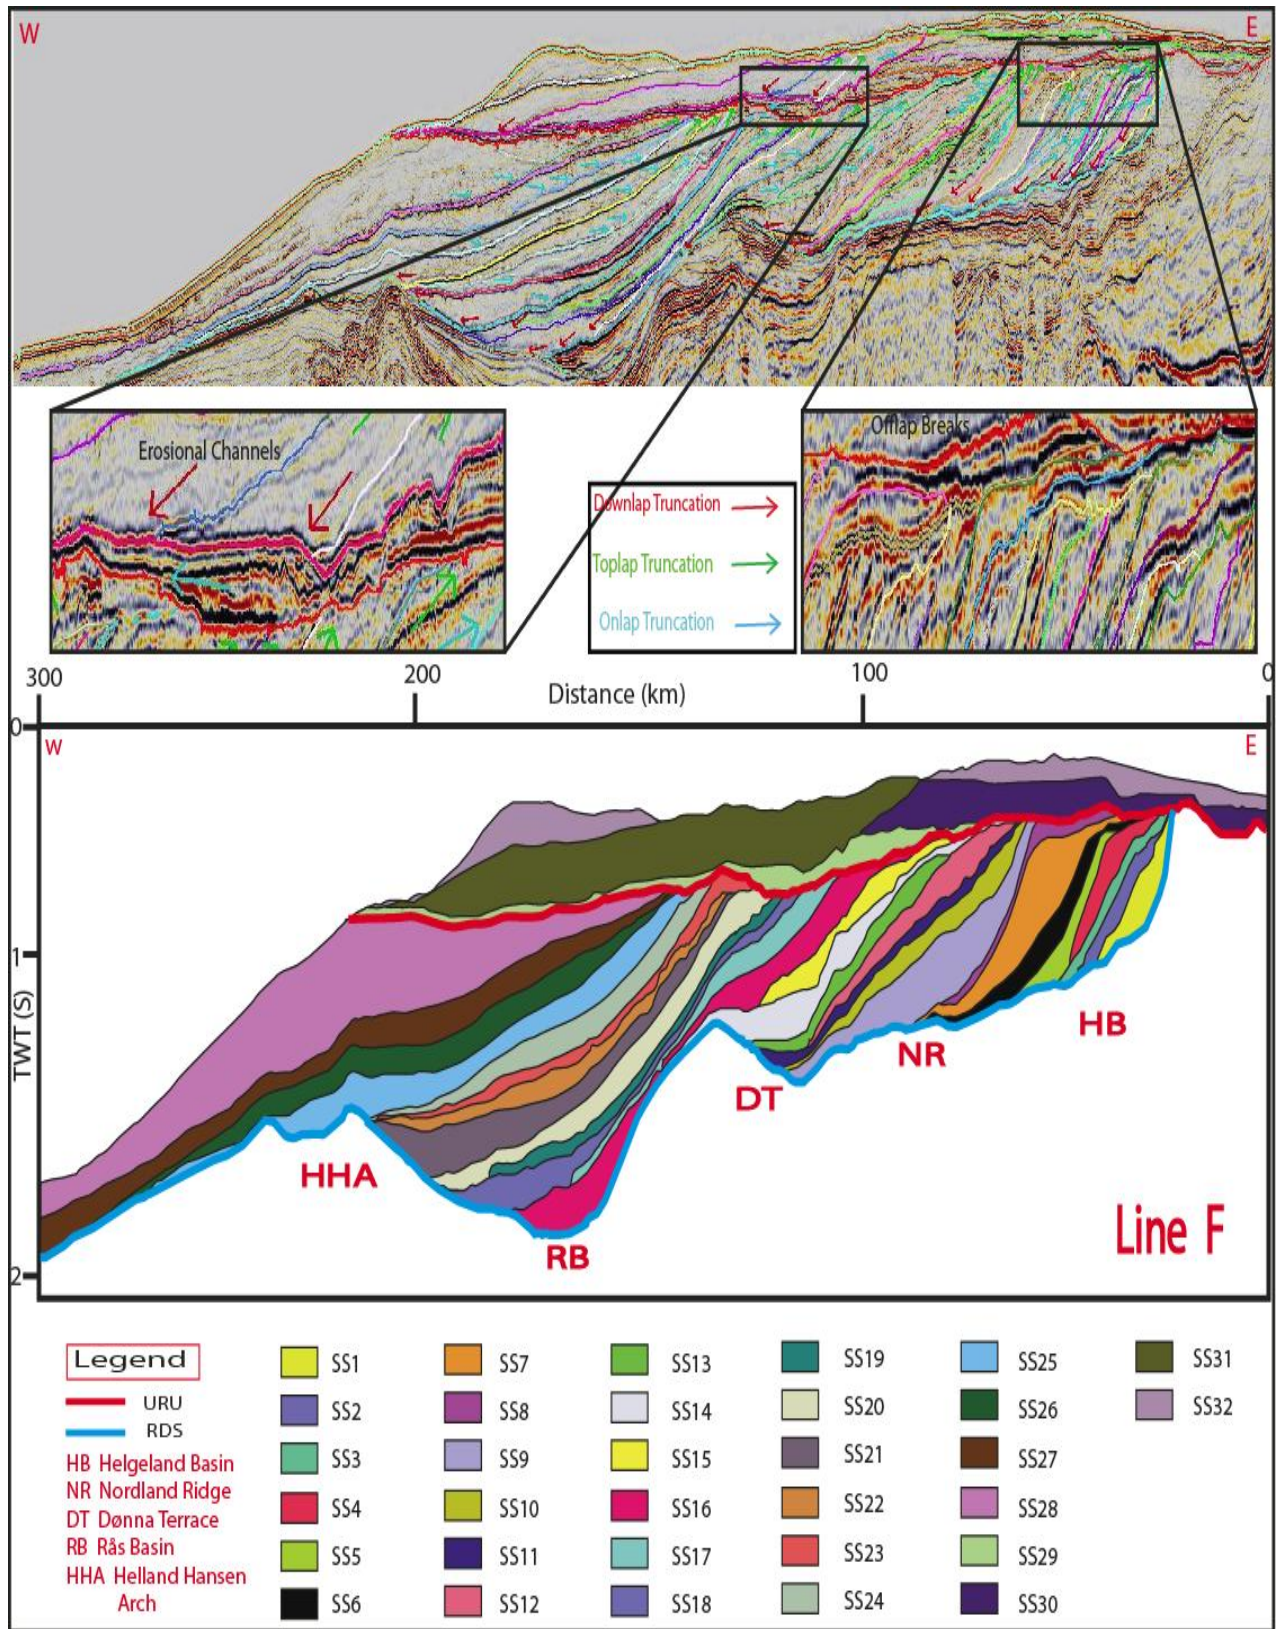 W
E
Erosional Channels
Offlap Breaks
Downlap Truncation
Toplap Truncation
Onlap Truncation
300
200
100
0
Distance (km)
0
1
2
TWT (S)
W
E
HB
NR
DT
HHA
RB
Line F
Legend
URU
RDS
HB Helgeland Basin
NR Nordland Ridge
DT Dønna Terrace
RB Rås Basin
HHA Helland Hansen
Arch
SS1
SS2
SS3
SS4
SS5
SS6
SS7
SS8
SS9
SS10
SS11
SS12
SS13
SS14
SS15
SS16
SS17
SS18
SS19
SS20
SS21
SS22
SS23
SS24
SS25
SS26
SS27
SS28
SS29
SS30
SS31
SS32